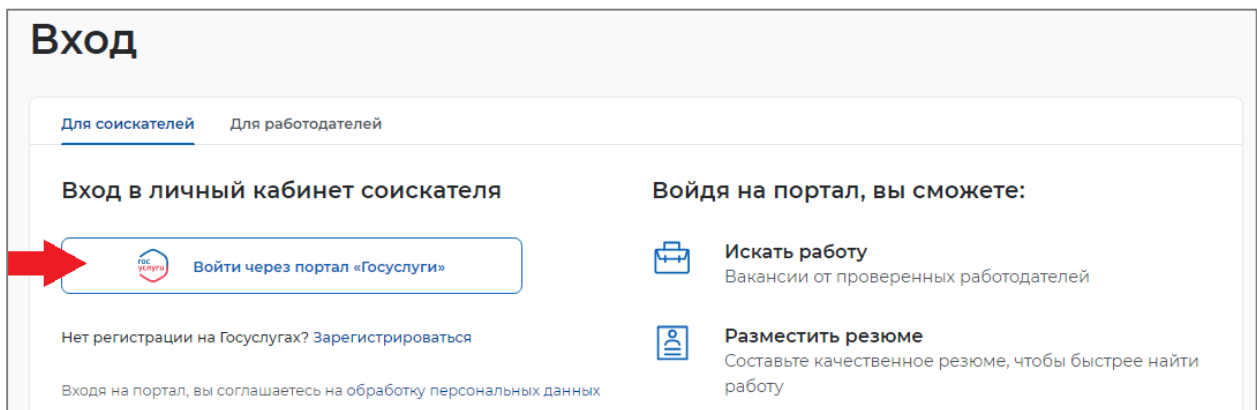 Вход
Для соискателей Для работодателей
Вход в личный кабинет соискателя
гос
услуги
Войти через портал «Госуслуги»
Нет регистрации на Госуслугах? Зарегистрироваться
Входя на портал, вы соглашаетесь на обработку персональных данных
Войдя на портал, вы сможете:
Искать работу
Вакансии от проверенных работодателей
Разместить резюме
Составьте качественное резюме, чтобы быстрее найти
работу